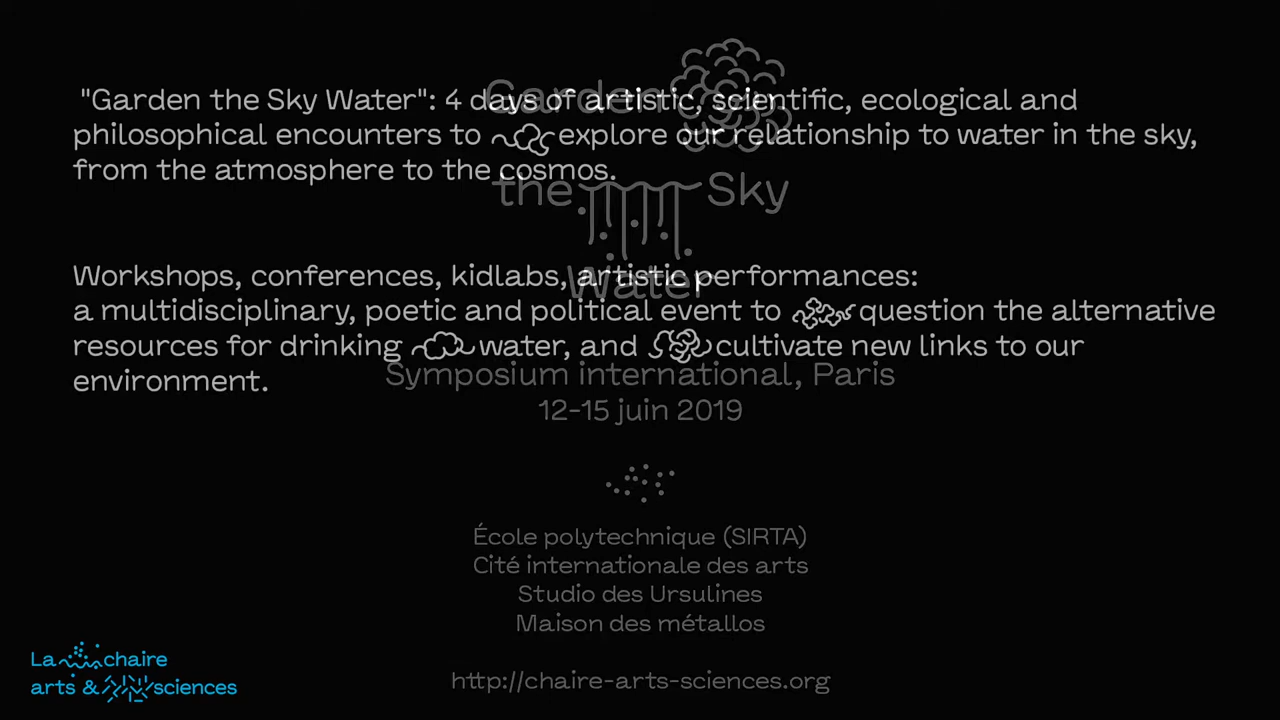 "Garden the Sky Water": 4 days of artistic, scientific, ecological and
philosophical encounters to explore our relationship to water in the sky,
from the atmosphere to the cosmos.
Workshops, conferences, kidlabs, artistic performances:
a multidisciplinary, poetic and political event to question the alternative
resources for drinking water, and cultivate new links to our
environment.
Garden
the Sky
Water
Symposium international, Paris
12-15 juin 2019
École polytechnique (SIRTA)
Cité internationale des arts
Studio des Ursulines
Maison des métallos
http://chaire-arts-sciences.org
La chaire
arts & sciences